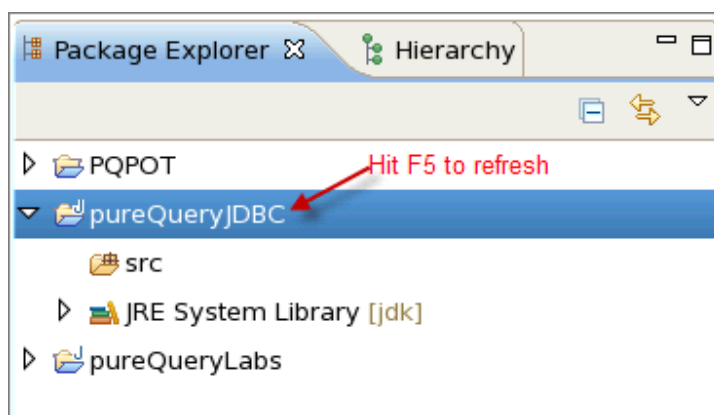 Package Explorer Hierarchy
PQPOT Hit F5 to refresh
pureQueryJDBC
src
JRE System Library [jdk]
pureQueryLabs